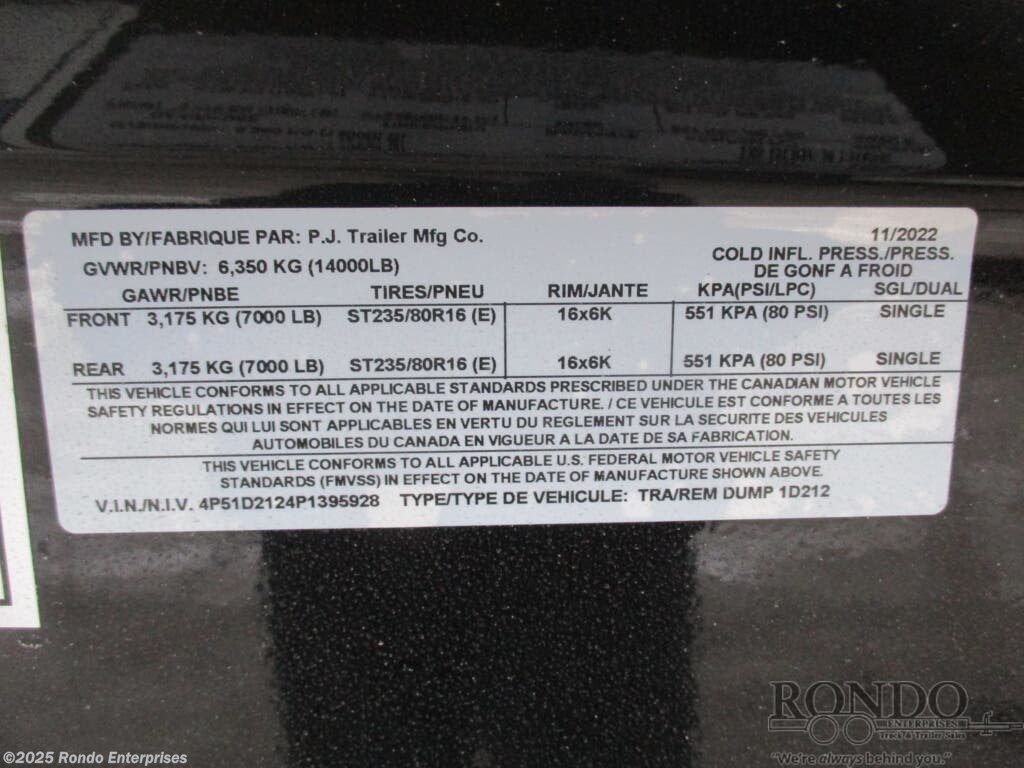 MFD BY/FABRIQUE PAR: P.J. Trailer Mfg Co. 11/2022
GVWR/PNBV: 6,350 KG (14000LB) COLD INFL. PRESS./PRESS.
DE GONF A FROID
GAWR/PNBE TIRES/PNEU RIM/JANTE KPA(PSI/LPC) SGL/DUAL
FRONT 3,175 KG (7000 LB) ST235/80R16 (E) 16x6K 551 KPA (80 PSI) SINGLE
REAR 3,175 KG (7000 LB) ST235/80R16 (E) 16x6K 551 KPA (80 PSI) SINGLE
THIS VEHICLE CONFORMS TO ALL APPLICABLE STANDARDS PRESCRIBED UNDER THE CANADIAN MOTOR VEHICLE
SAFETY REGULATIONS IN EFFECT ON THE DATE OF MANUFACTURE. / CE VEHICULE EST CONFORME A TOUTES LES
NORMES QUI LUI SONT APPLICABLES EN VERTU DU REGLEMENT SUR LA SECURITE DES VEHICULES
AUTOMOBILES DU CANADA EN VIGUEUR A LA DATE DE SA FABRICATION.
THIS VEHICLE CONFORMS TO ALL APPLICABLE U.S. FEDERAL MOTOR VEHICLE SAFETY
STANDARDS (FMVSS) IN EFFECT ON THE DATE OF MANUFACTURE SHOWN ABOVE.
V.I.N./N.I.V. 4P51D2124P1395928 TYPE/TYPE DE VEHICULE: TRA/REM DUMP 1D212
RONDO
ENTERPRISES
Truck & Trailer Sales
"We're always behind you."
©2025 Rondo Enterprises